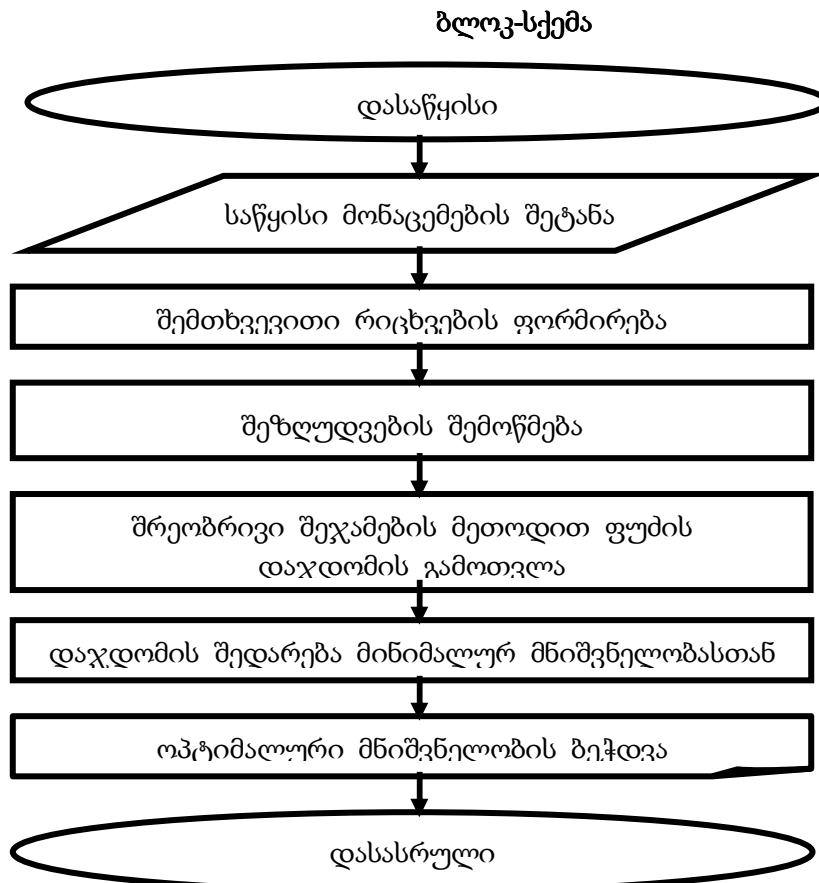 ბლოკ-სქემა
დასაწყისი
საწყისი მონაცემების შეტანა
შემთხვევითი რიცხვების ფორმირება
შეზღუდვების შემოწმება
შრეობრივი შეჯამების მეთოდით ფუძის
დაჯდომის გამოთვლა
დაჯდომის შედარება მინიმალურ მნიშვნელობასთან
ოპტიმალური მნიშვნელობის ბეჭდვა
დასასრული